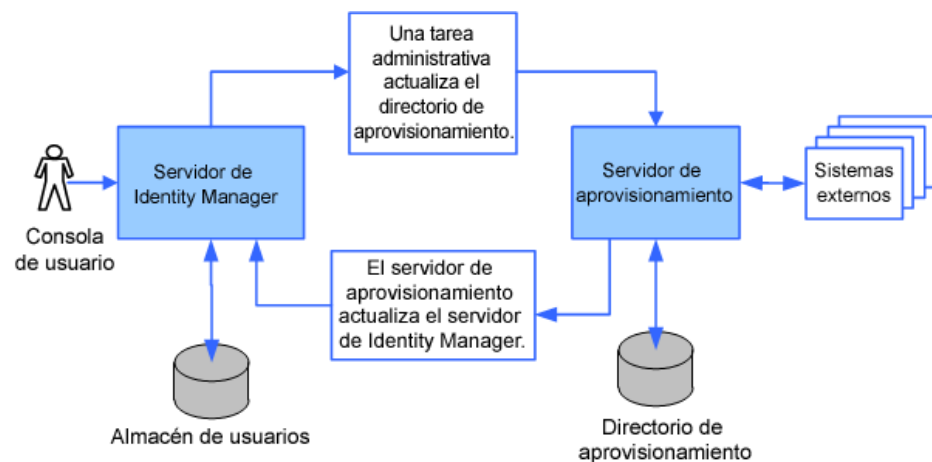 Una tarea
administrativa
actualiza el
directorio de
aprovisionamiento.
Servidor de
Identity Manager
Servidor de
aprovisionamiento
Sistemas
externos
Consola
de usuario
El servidor de
aprovisionamiento
actualiza el servidor
de Identity Manager.
Almacén de usuarios
Directorio de
aprovisionamiento